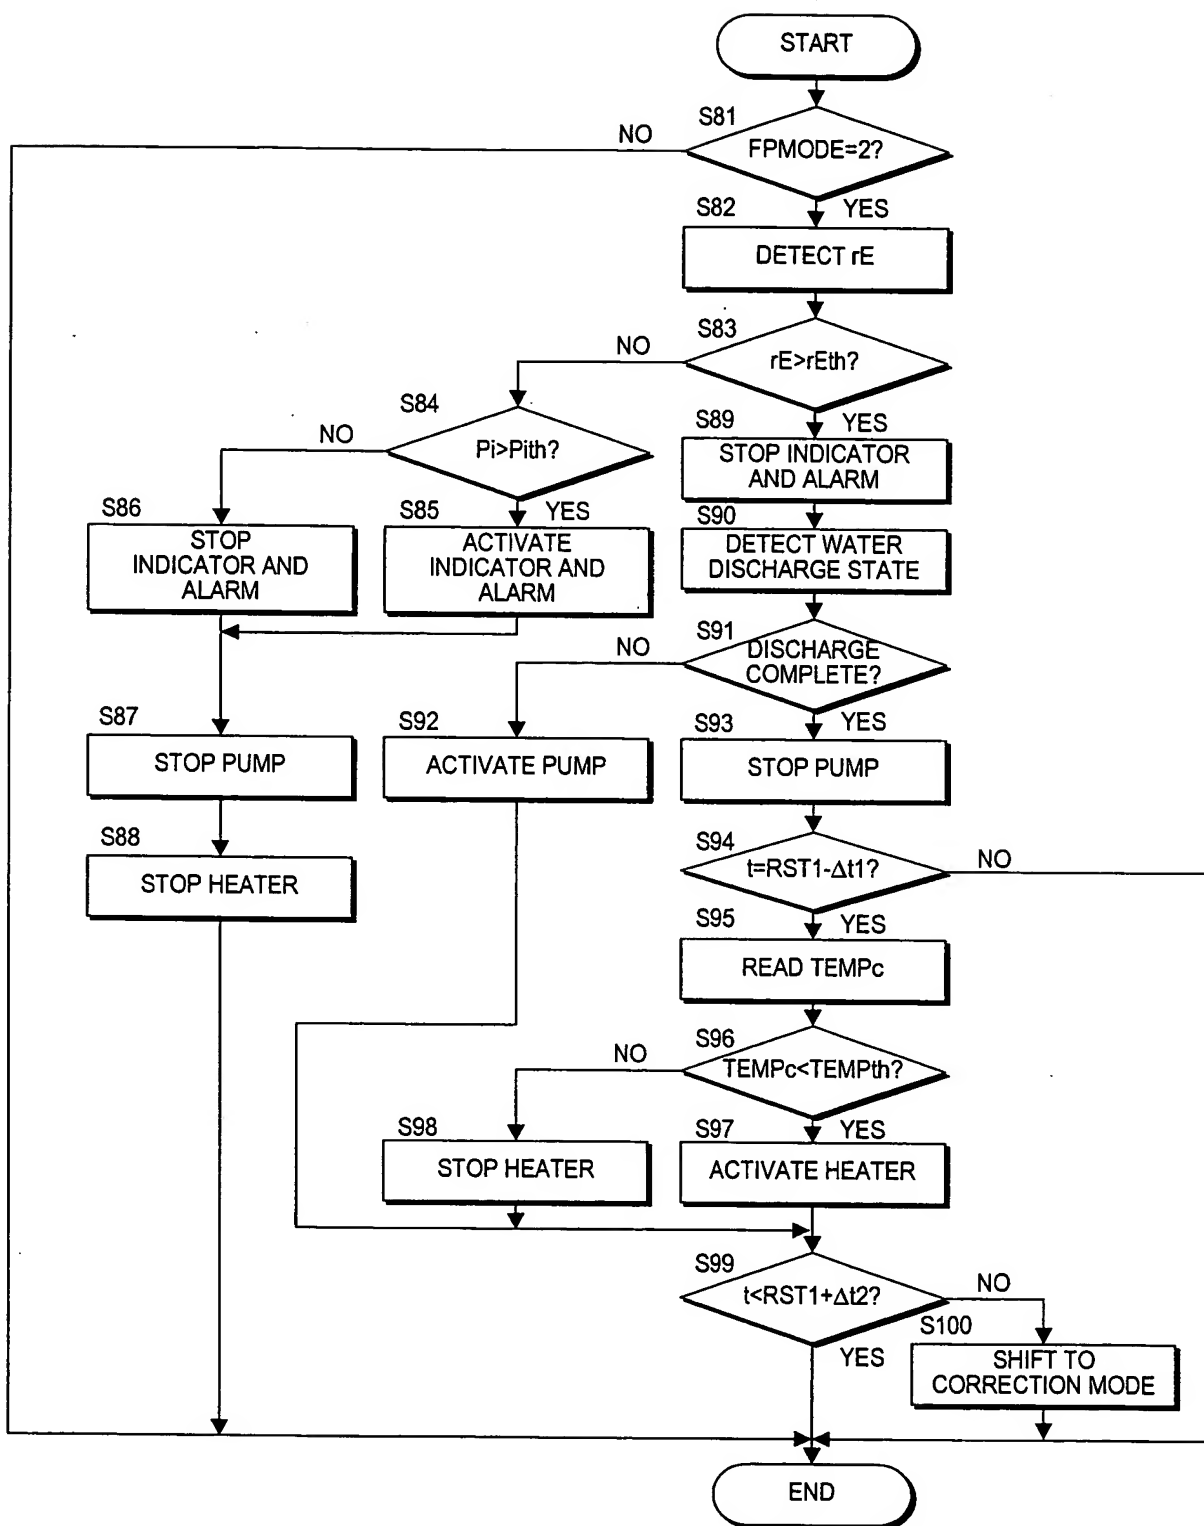 START
S81
NO
FPMODE=2?
YES
S82
DETECT rE
S83
NO
rE>rEth?
YES
S84
NO
Pi>Pith?
YES
S89
STOP INDICATOR
AND ALARM
S86
STOP
INDICATOR AND
ALARM
S85
ACTIVATE
INDICATOR AND
ALARM
S90
DETECT WATER
DISCHARGE STATE
S91
NO
DISCHARGE
COMPLETE?
YES
S87
STOP PUMP
S92
ACTIVATE PUMP
S93
STOP PUMP
S88
STOP HEATER
S94
t=RST1-Δt1?
NO
YES
S95
READ TEMPc
S96
NO
TEMPc<TEMPth?
YES
S98
STOP HEATER
S97
ACTIVATE HEATER
S99
t<RST1+Δt2?
NO
YES
S100
SHIFT TO
CORRECTION MODE
END